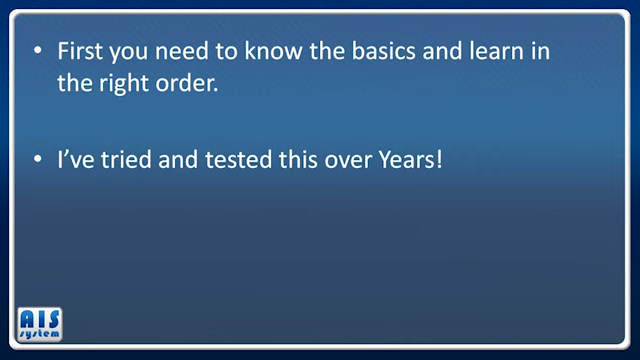 • First you need to know the basics and learn in
the right order.
• I've tried and tested this over Years!
AIS
system